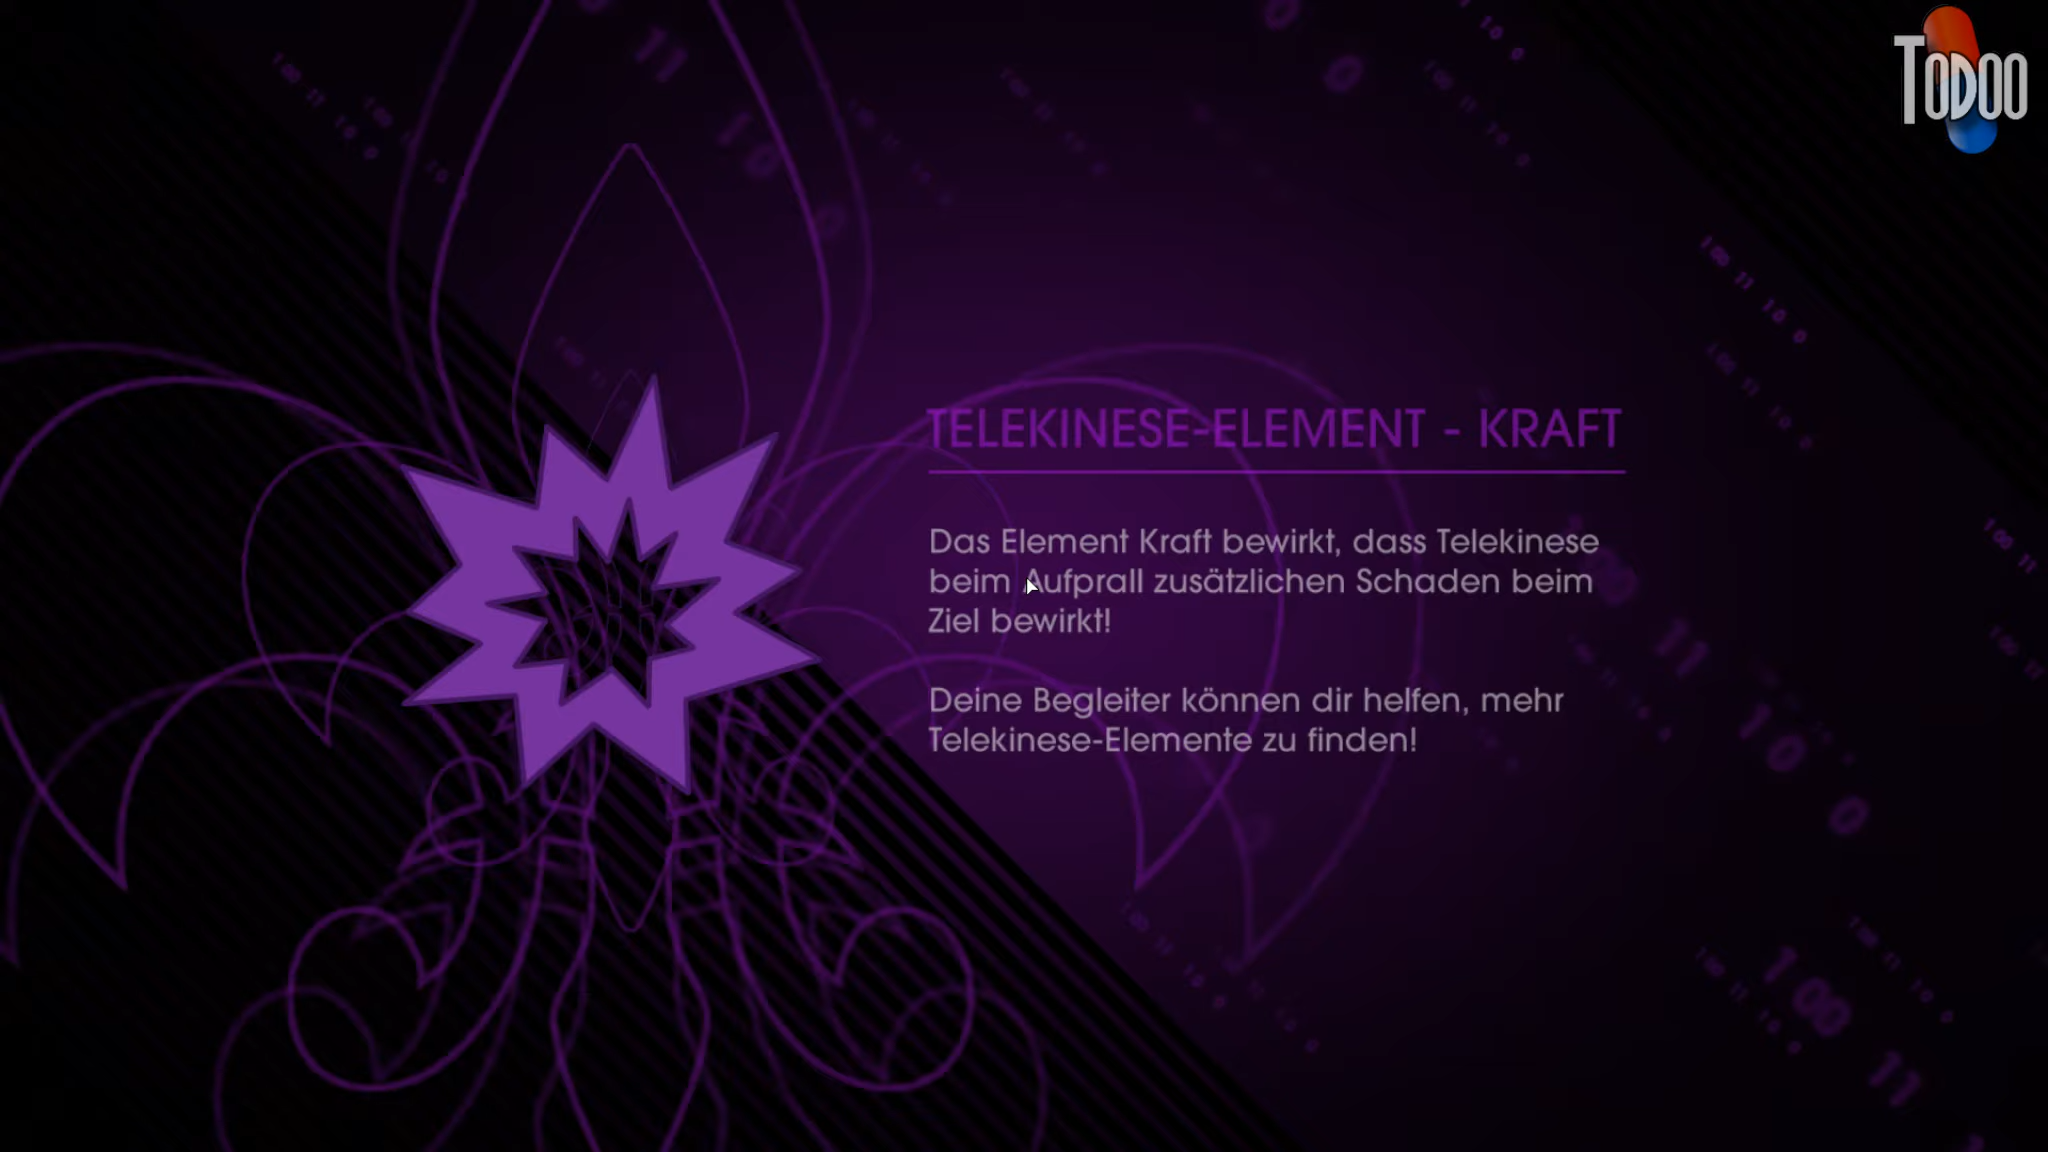 TODOO
TELEKINESE-ELEMENT - KRAFT
Das Element Kraft bewirkt, dass Telekinese
beim Aufprall zusätzlichen Schaden beim
Ziel bewirkt!
Deine Begleiter können dir helfen, mehr
Telekinese-Elemente zu finden!